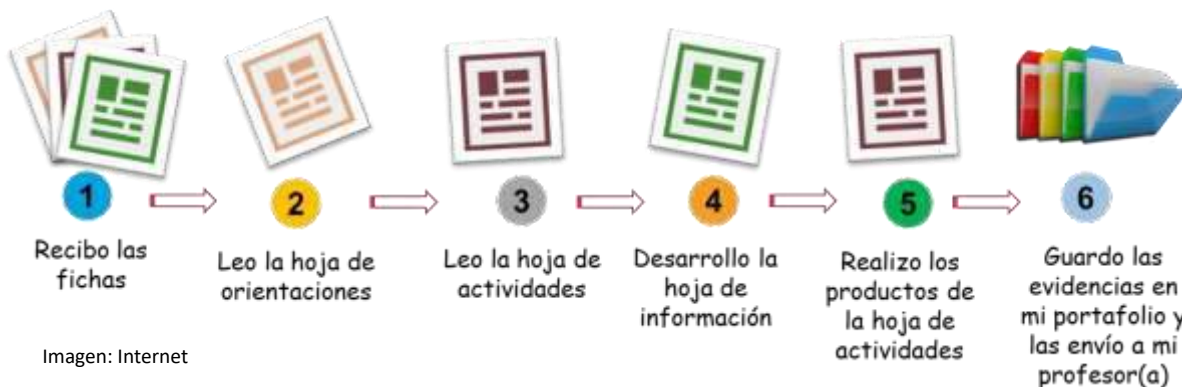 1
Recibo las
fichas
2
Leo la hoja de
orientaciones
3
Leo la hoja de
actividades
4
Desarrollo la
hoja de
información
5
Realizo los
productos de
la hoja de
actividades
6
Guardo las
evidencias en
mi portafolio y
las envío a mi
profesor(a)
Imagen: Internet